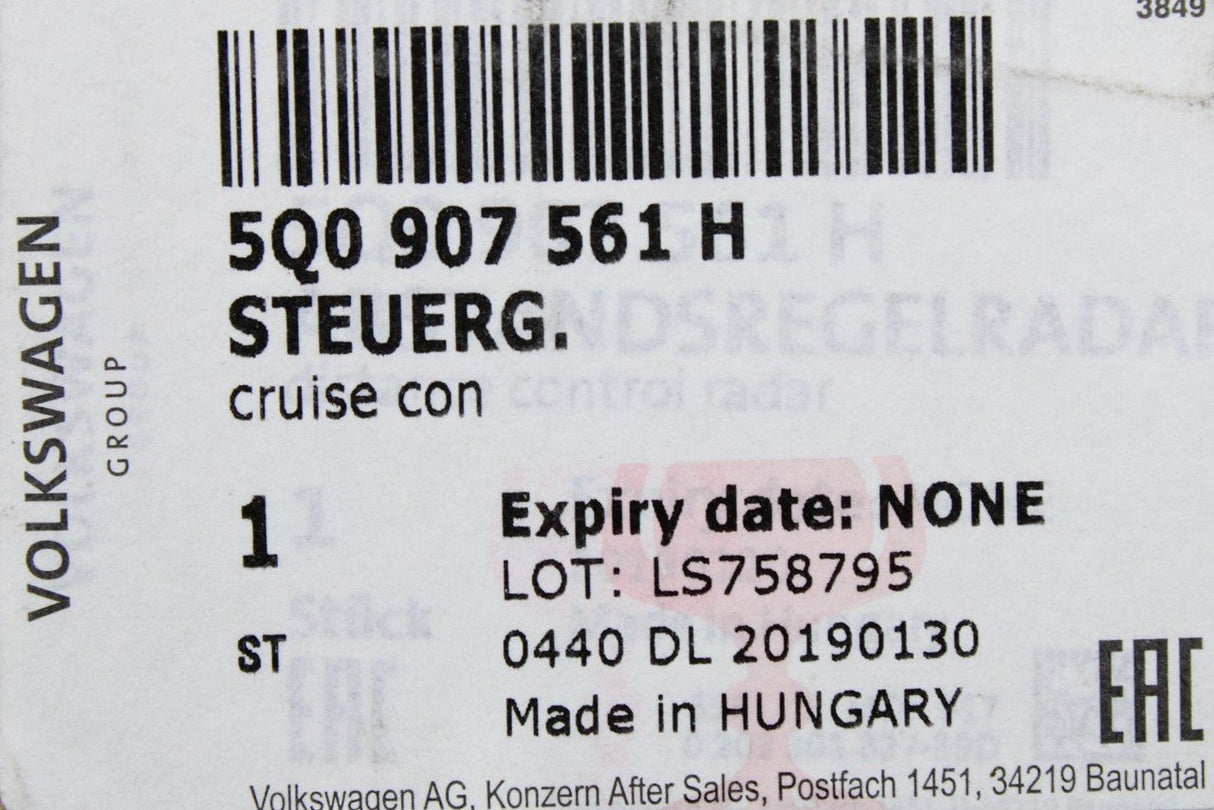 3849
5Q0 907 561 H
STEUERG.
cruise con
VOLKSWAGEN
GROUP
1
Expiry date: NONE
LOT: LS758795
ST
0440 DL 20190130
Made in HUNGARY
EAC
Volkswagen AG, Konzern After Sales, Postfach 1451, 34219 Baunatal